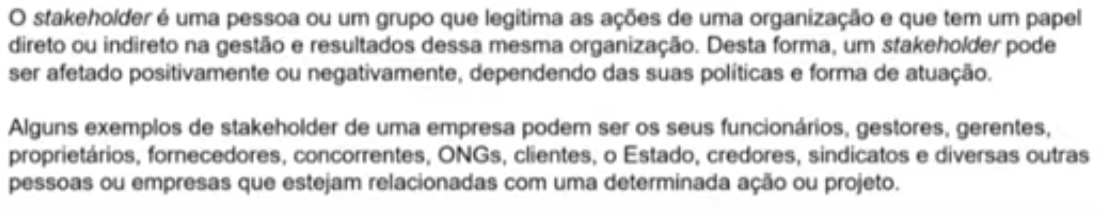 O stakeholder é uma pessoa ou um grupo que legitima as ações de uma organização e que tem um papel
direto ou indireto na gestão e resultados dessa mesma organização. Desta forma, um stakeholder pode
ser afetado positivamente ou negativamente, dependendo das suas políticas e forma de atuação.
Alguns exemplos de stakeholder de uma empresa podem ser os seus funcionários, gestores, gerentes,
proprietários, fornecedores, concorrentes, ONGs, clientes, o Estado, credores, sindicatos e diversas outras
pessoas ou empresas que estejam relacionadas com uma determinada ação ou projeto.